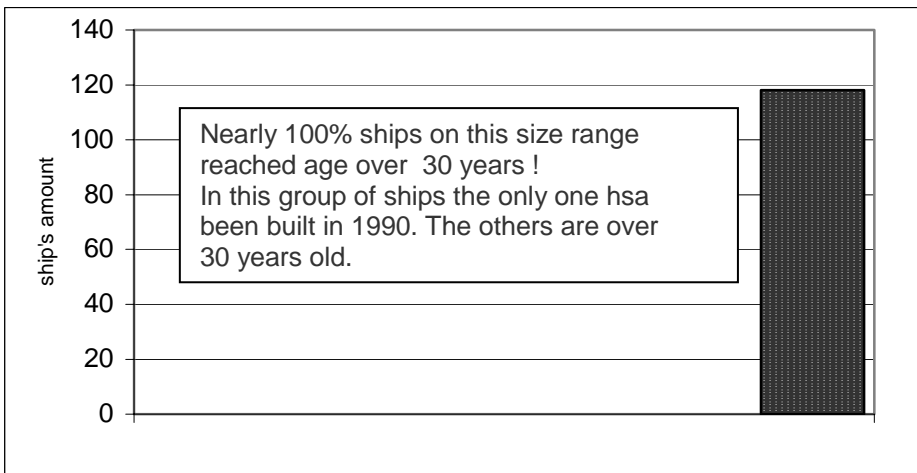 140
120
100
80
60
40
20
0
ship's amount
Nearly 100% ships on this size range
reached age over 30 years !
In this group of ships the only one hsa
been built in 1990. The others are over
30 years old.